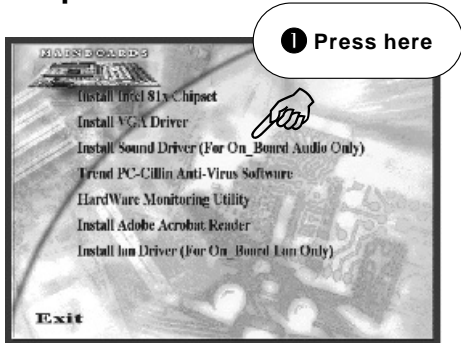 ❶ Press here
MAINBOARDS
Install Intel 81x Chipset
Install VGA Driver
Install Sound Driver (For On_Board Audio Only)
Trend PC-Cillin Anti-Virus Software
HardWare Monitoring Utility
Install Adobe Acrobat Reader
Install lan Driver (For On_Board Lan Only)
Exit